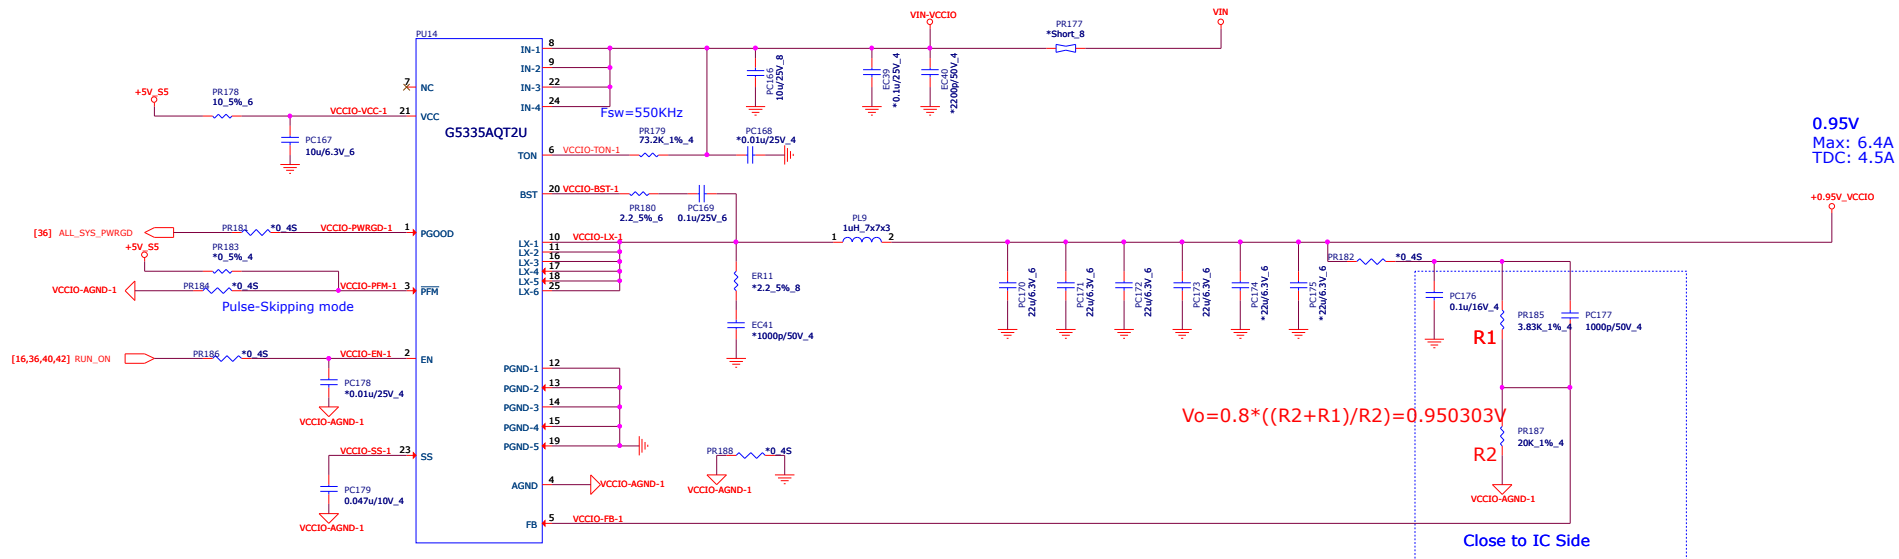 PU14
G5335AQT2U
7
NC
+5V_S5
PR178
10_5%_6
VCCIO-VCC-1
21
VCC
PC167
10u/6.3V_6
[36] ALL_SYS_PWRGD
PR181
*0_4S
VCCIO-PWRGD-1
1
PGOOD
+5V_S5
PR183
*0_5%_4
VCCIO-AGND-1
PR184
*0_4S
VCCIO-PFM-1
3
PFM
Pulse-Skipping mode
[16,36,40,42] RUN_ON
PR186
*0_4S
VCCIO-EN-1
2
EN
PC178
*0.01u/25V_4
VCCIO-AGND-1
VCCIO-SS-1
23
SS
PC179
0.047u/10V_4
VCCIO-AGND-1
IN-1
8
IN-2
9
IN-3
22
IN-4
24
Fsw=550KHz
TON
6
VCCIO-TON-1
PR179
73.2K_1%_4
PC168
*0.01u/25V_4
BST
20
VCCIO-BST-1
PR180
2.2_5%_6
PC169
0.1u/25V_6
LX-1
10
VCCIO-LX-1
LX-2
11
LX-3
16
LX-4
17
LX-5
18
LX-6
25
PGND-1
12
PGND-2
13
PGND-3
14
PGND-4
15
PGND-5
19
AGND
4
VCCIO-AGND-1
FB
5
VCCIO-FB-1
PC166
10u/25V_8
EC39
*0.1u/25V_4
EC40
*2200p/50V_4
VIN-VCCIO
PR177
*Short_8
VIN
ER11
*2.2_5%_8
EC41
*1000p/50V_4
PL9
1uH_7x7x3
1
2
PR188
*0_4S
VCCIO-AGND-1
PC170
22u/6.3V_6
PC171
22u/6.3V_6
PC172
22u/6.3V_6
PC173
22u/6.3V_6
PC174
*22u/6.3V_6
PC175
*22u/6.3V_6
PR182
*0_4S
PC176
0.1u/16V_4
PR185
3.83K_1%_4
R1
PC177
1000p/50V_4
Vo=0.8*((R2+R1)/R2)=0.950303V
PR187
20K_1%_4
R2
VCCIO-AGND-1
Close to IC Side
0.95V
Max: 6.4A
TDC: 4.5A
+0.95V_VCCIO